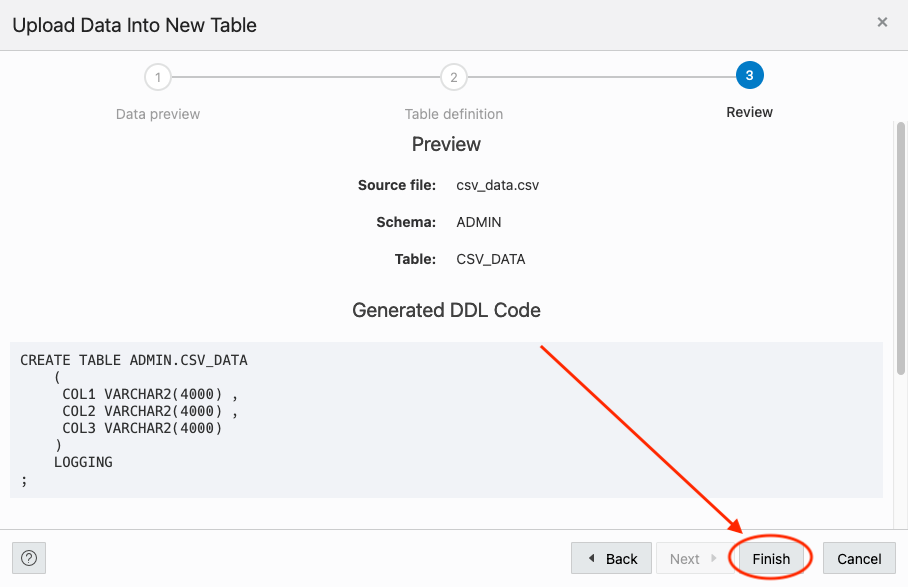 Upload Data Into New Table
×
1
2
3
Data preview
Table definition
Review
Preview
Source file: csv_data.csv
Schema: ADMIN
Table: CSV_DATA
Generated DDL Code
CREATE TABLE ADMIN.CSV_DATA
(
COL1 VARCHAR2(4000) ,
COL2 VARCHAR2(4000) ,
COL3 VARCHAR2(4000)
)
LOGGING
;
? Back Next Finish Cancel